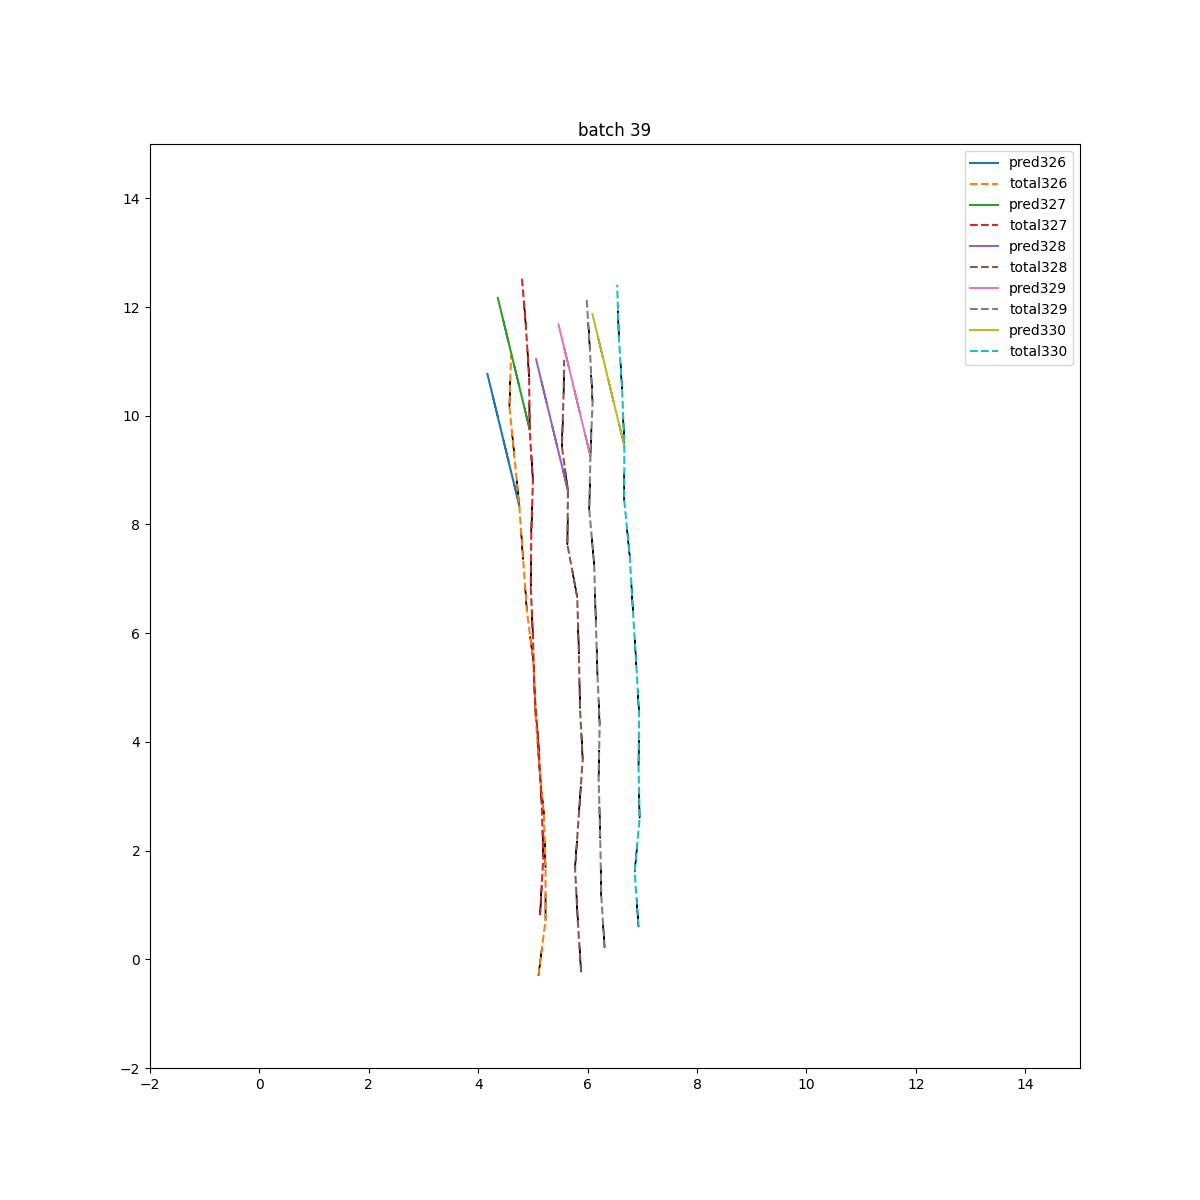 batch 39
pred326
total326
pred327
total327
pred328
total328
pred329
total329
pred330
total330
14
12
10
8
6
4
2
0
−2
−2 0 2 4 6 8 10 12 14